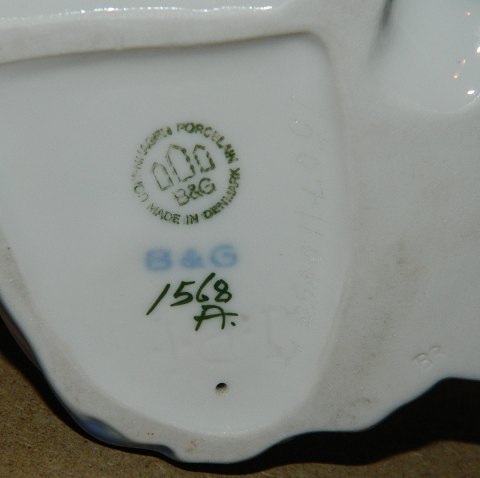 COPENHAGEN PORCELAIN
B&G
MADE IN DENMARK
B & G
1568
A.